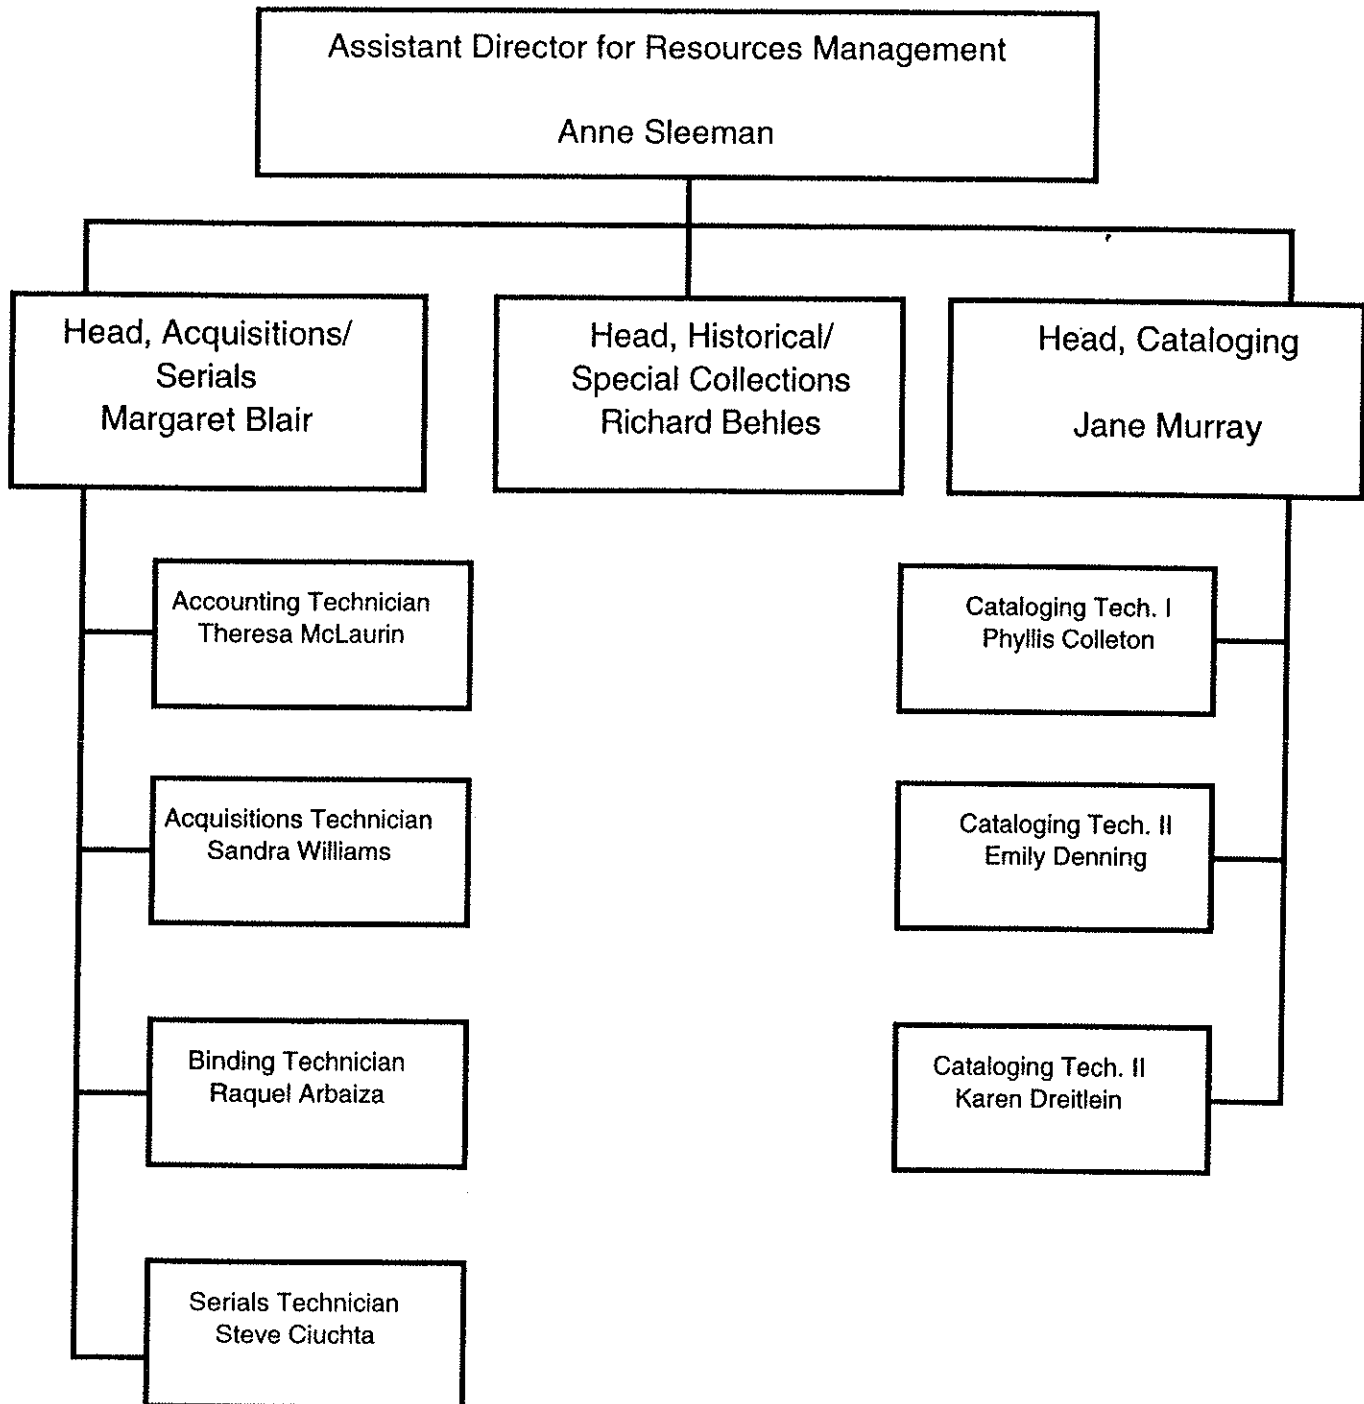 Assistant Director for Resources Management
Anne Sleeman
Head, Acquisitions/
Serials
Margaret Blair
Head, Historical/
Special Collections
Richard Behles
Head, Cataloging
Jane Murray
Accounting Technician
Theresa McLaurin
Acquisitions Technician
Sandra Williams
Binding Technician
Raquel Arbaiza
Serials Technician
Steve Ciuchta
Cataloging Tech. I
Phyllis Colleton
Cataloging Tech. II
Emily Denning
Cataloging Tech. II
Karen Dreitlein